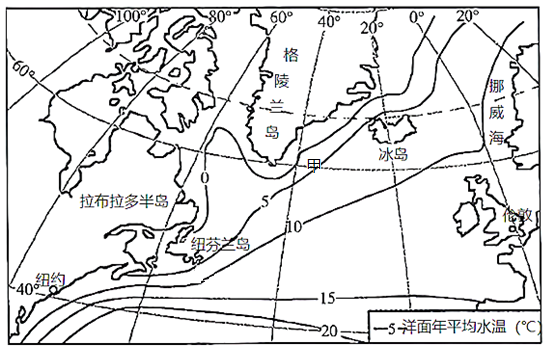 100° 80° 60° 40° 20° 0° 20°
60°
格陵兰岛
挪威海
甲
冰岛
0
拉布拉多半岛
5
伦敦
10
纽芬兰岛
纽约
40°
15
20
—5—洋面年平均水温(℃)